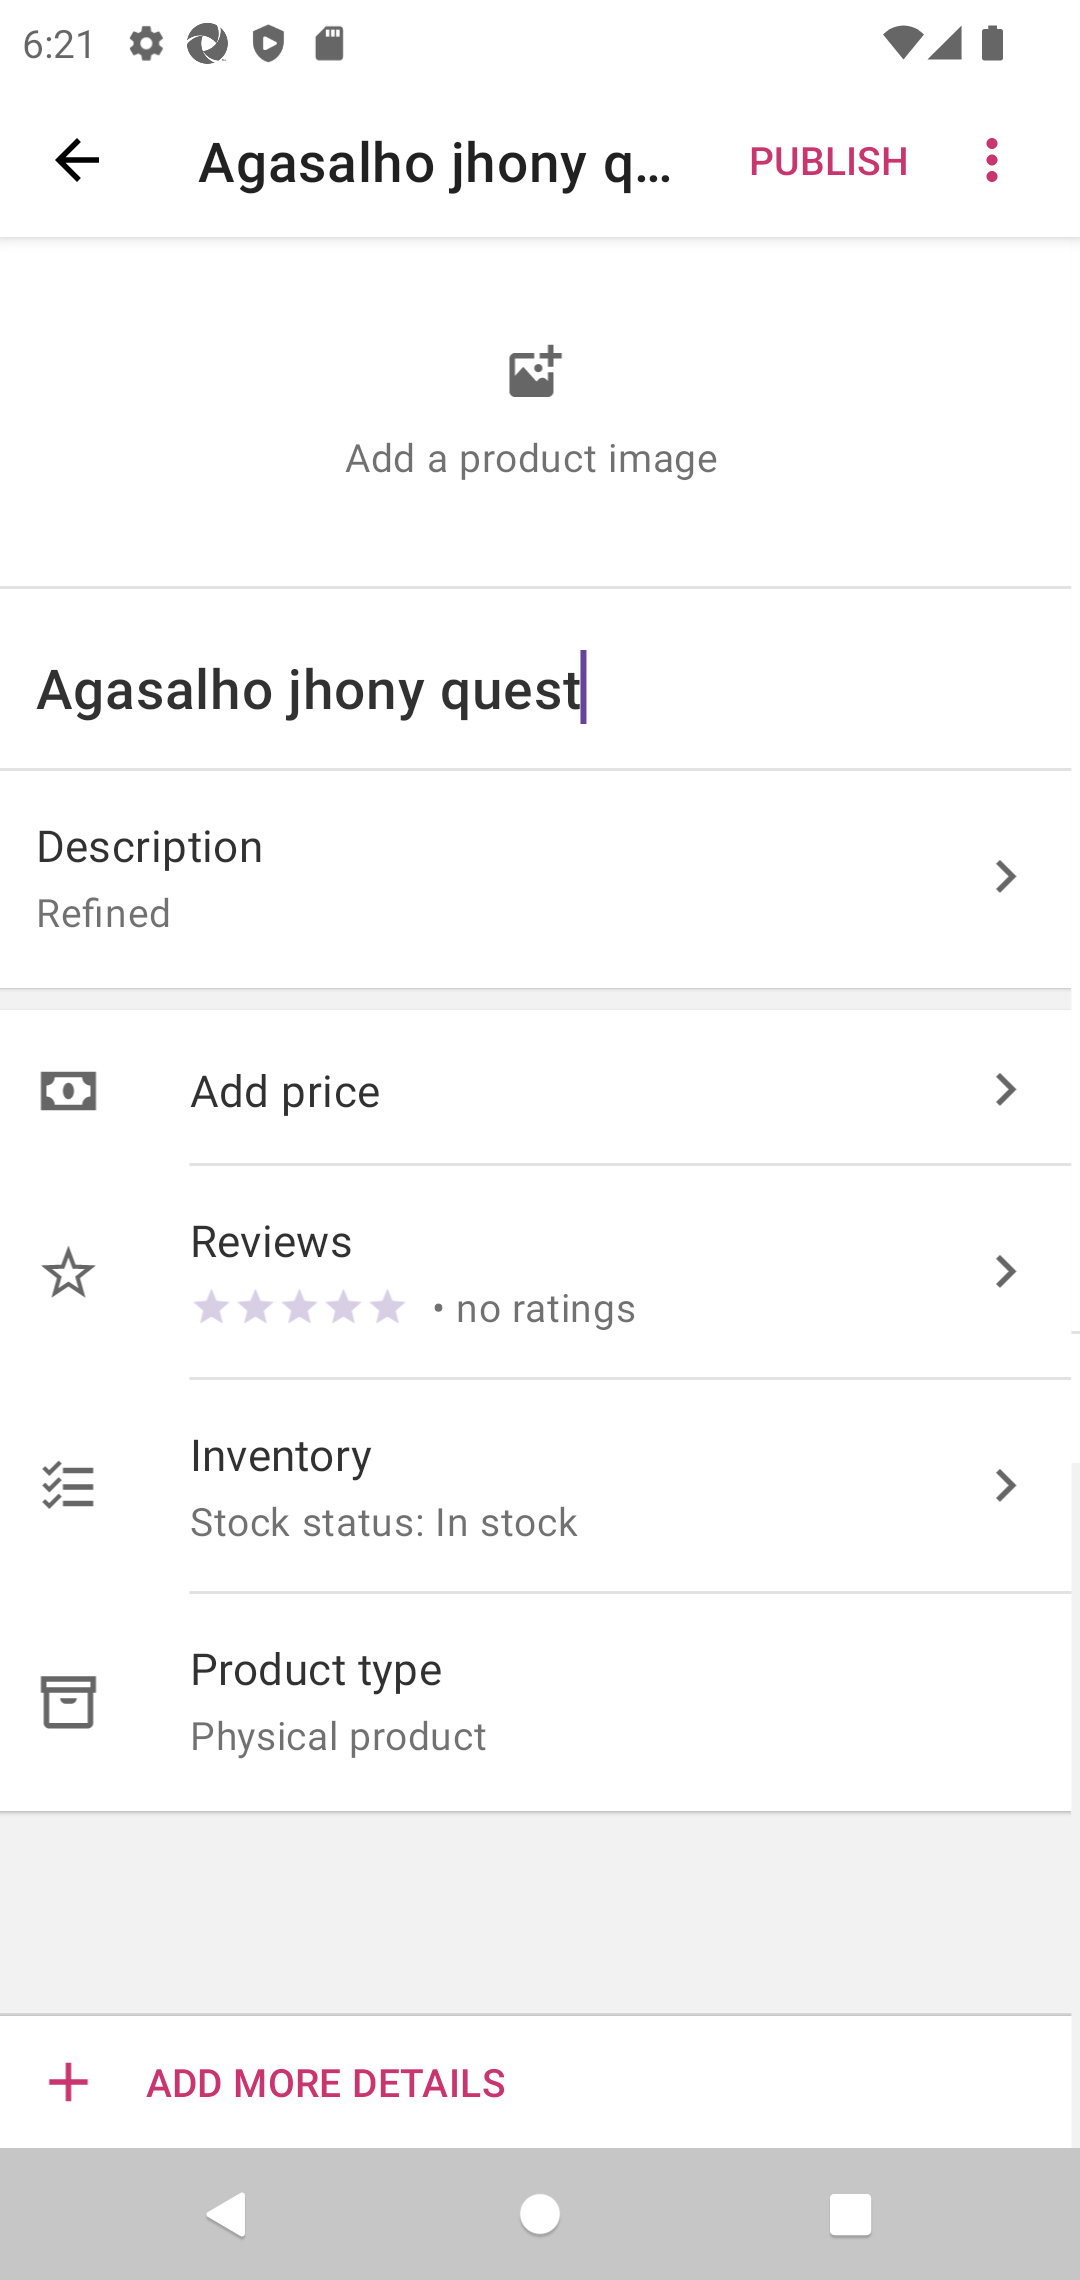 6:21
Agasalho jhony q...
PUBLISH
Add a product image
Agasalho jhony quest
Description
Refined
Add price
Reviews
• no ratings
Inventory
Stock status: In stock
Product type
Physical product
ADD MORE DETAILS